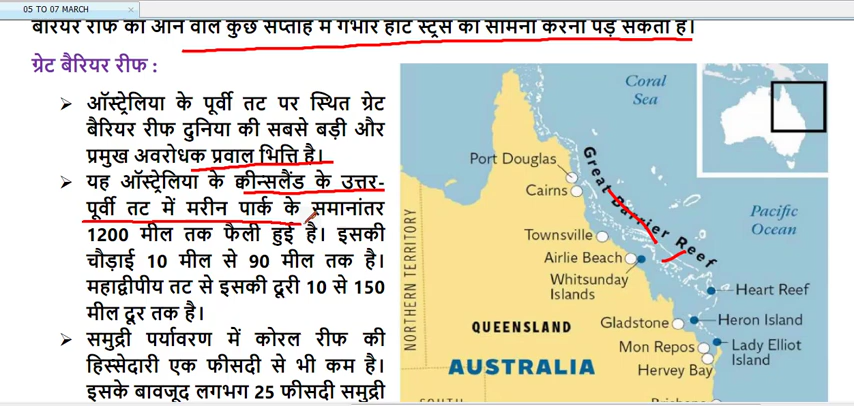 05 TO 07 MARCH
बैरियर रीफ को आने वाले कुछ सप्ताह में गंभीर हीट स्ट्रेस का सामना करना पड़ सकता है।
ग्रेट बैरियर रीफ :
➢ ऑस्ट्रेलिया के पूर्वी तट पर स्थित ग्रेट
बैरियर रीफ दुनिया की सबसे बड़ी और
प्रमुख अवरोधक प्रवाल भित्ति है।
➢ यह ऑस्ट्रेलिया के क्वीन्सलैंड के उत्तर-
पूर्वी तट में मरीन पार्क के समानांतर
1200 मील तक फैली हुई है। इसकी
चौड़ाई 10 मील से 90 मील तक है।
महाद्वीपीय तट से इसकी दूरी 10 से 150
मील दूर तक है।
➢ समुद्री पर्यावरण में कोरल रीफ की
हिस्सेदारी एक फीसदी से भी कम है।
इसके बावजूद लगभग 25 फीसदी समुद्री
Coral
Sea
Port Douglas
Great Barrier Reef
Cairns
Pacific
Ocean
Townsville
Airlie Beach
Whitsunday
Islands
Heart Reef
NORTHERN TERRITORY
QUEENSLAND
Gladstone
Heron Island
Mon Repos
Lady Elliot
Island
AUSTRALIA
Hervey Bay